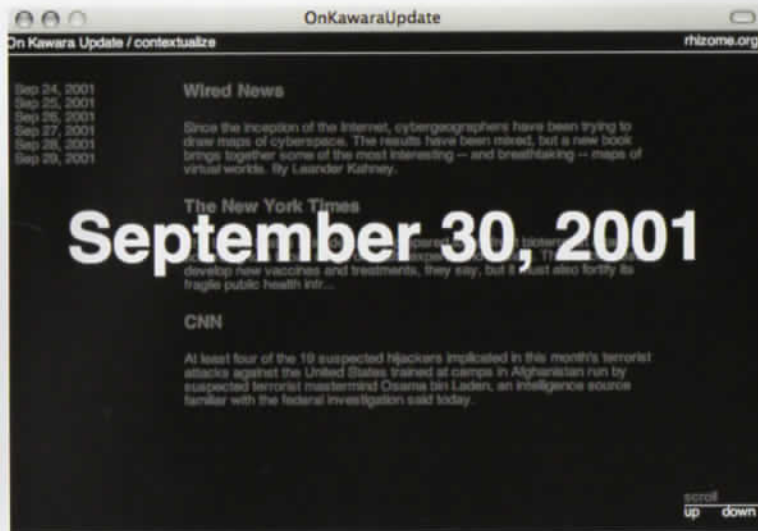 OnKawaraUpdate
On Kawara Update / contextualize
rhizome.org
Sep 24, 2001
Sep 25, 2001
Sep 26, 2001
Sep 27, 2001
Sep 28, 2001
Sep 29, 2001
Wired News
Since the inception of the Internet, cybergeographers have been trying to
draw maps of cyberspace. The results have been mixed, but a new book
brings together some of the most interesting -- and breathtaking -- maps of
virtual worlds. By Leander Kahney.
The New York Times
September 30, 2001
develop new vaccines and treatments, they say, but it must also fortify its
fragile public health infr...
CNN
At least four of the 19 suspected hijackers implicated in this month's terrorist
attacks against the United States trained at camps in Afghanistan run by
suspected terrorist mastermind Osama bin Laden, an intelligence source
familiar with the federal investigation said today.
scroll
up down